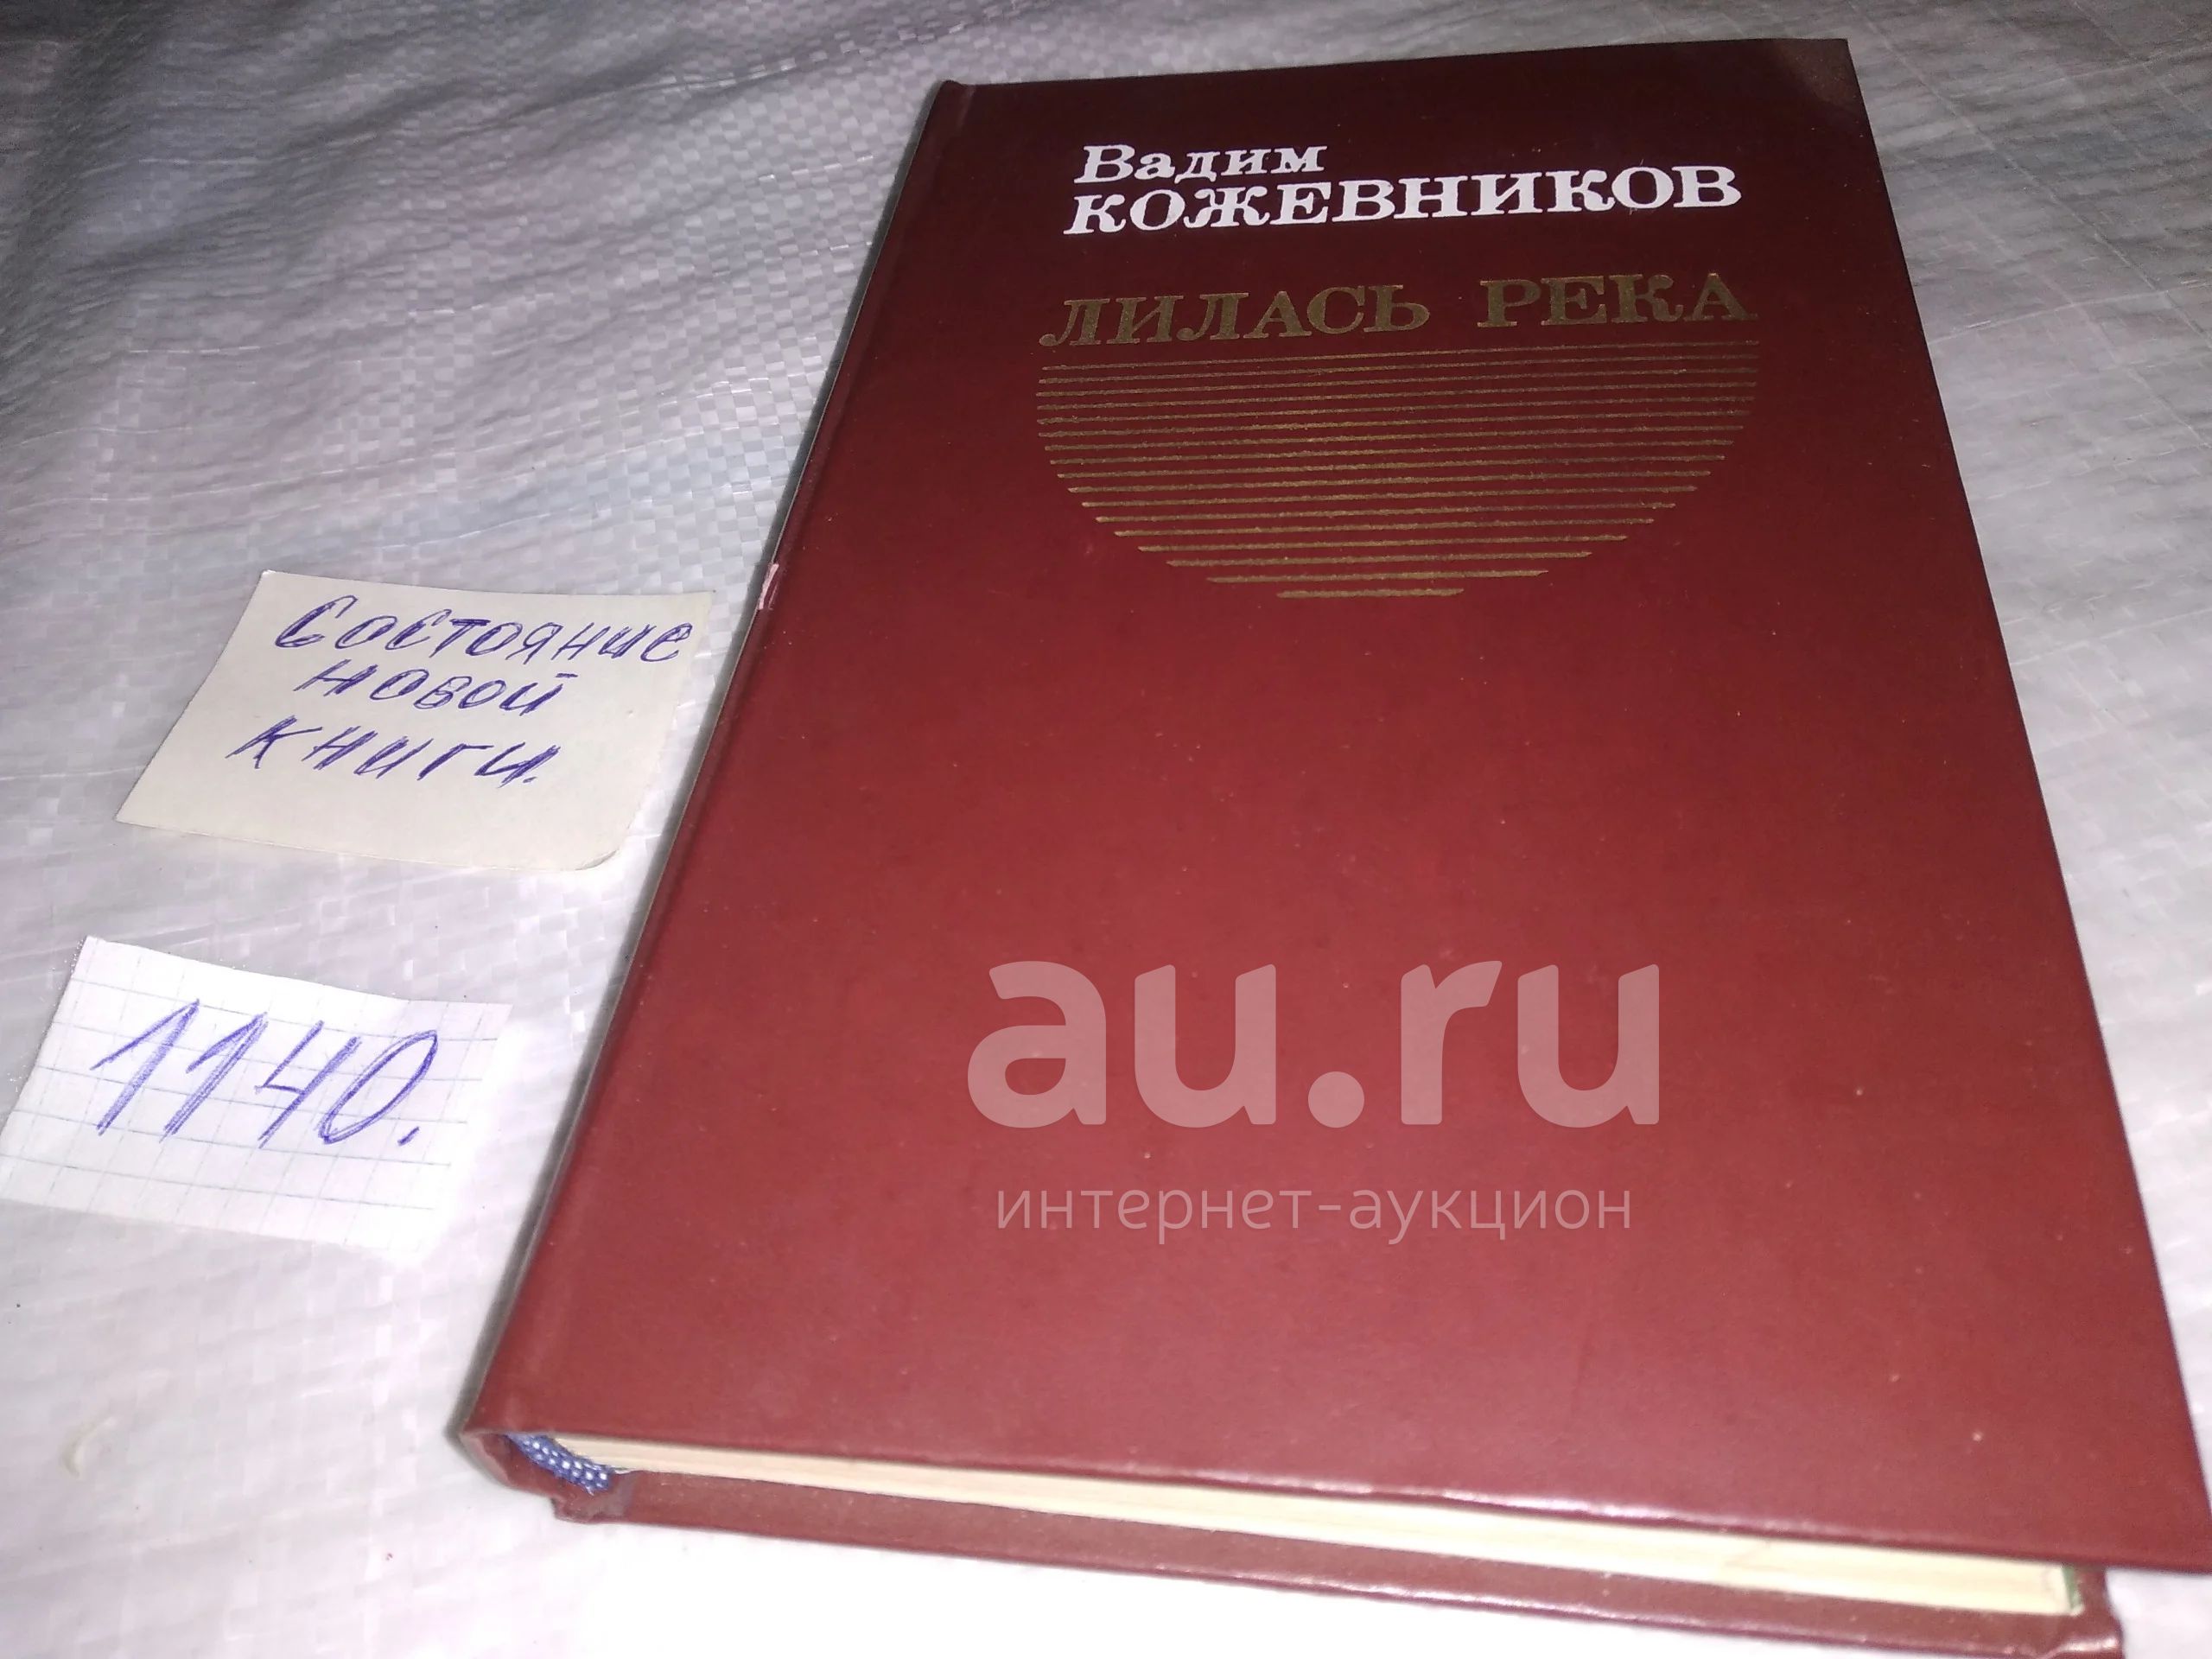 Вадим
КОЖЕВНИКОВ
ЛИЛАСЬ РЕКА
Состояние
новой
книги.
1140.
au.ru
интернет-аукцион